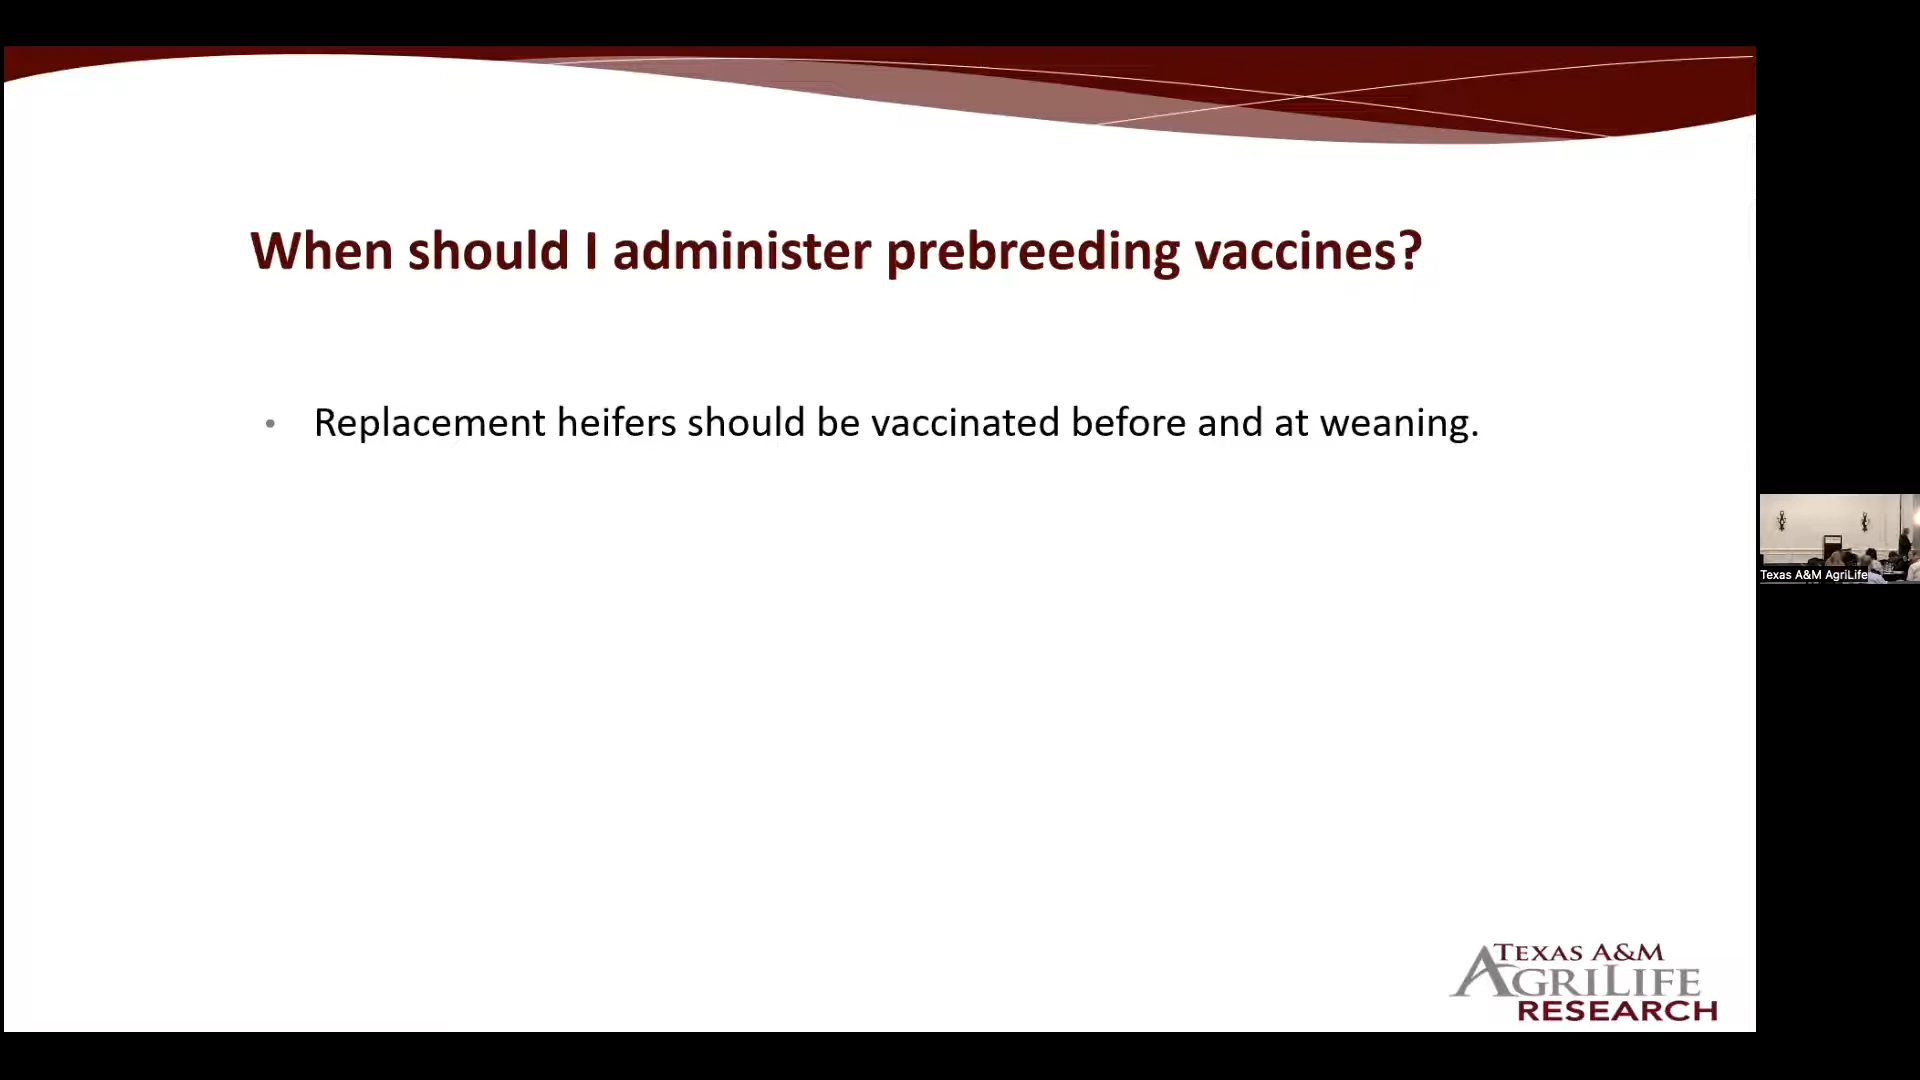 When should I administer prebreeding vaccines?
• Replacement heifers should be vaccinated before and at weaning.
Texas A&M AgriLife
TEXAS A&M
AGRILIFE
RESEARCH